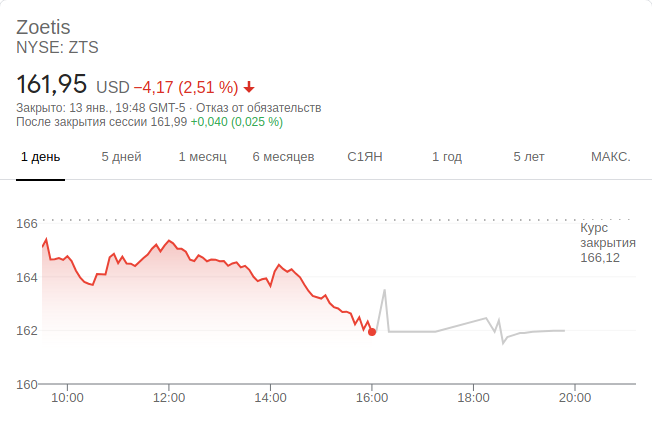 Zoetis
NYSE: ZTS
161,95 USD −4,17 (2,51 %)
Закрыто: 13 янв., 19:48 GMT-5 · Отказ от обязательств
После закрытия сессии 161,99 +0,040 (0,025 %)
1 день 5 дней 1 месяц 6 месяцев С1ЯН 1 год 5 лет МАКС.
166
Курс
закрытия
166,12
164
162
160
10:00 12:00 14:00 16:00 18:00 20:00